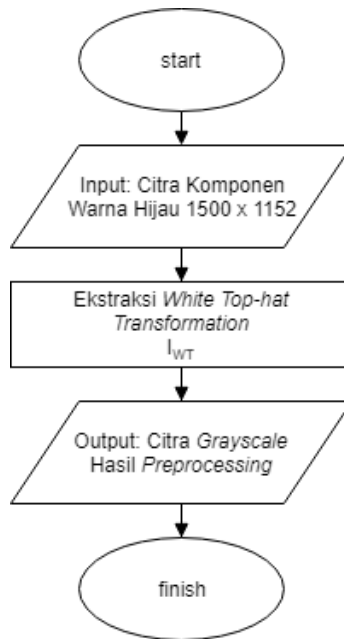 start
Input: Citra Komponen
Warna Hijau 1500 x 1152
Ekstraksi White Top-hat
Transformation
I_WT
Output: Citra Grayscale
Hasil Preprocessing
finish